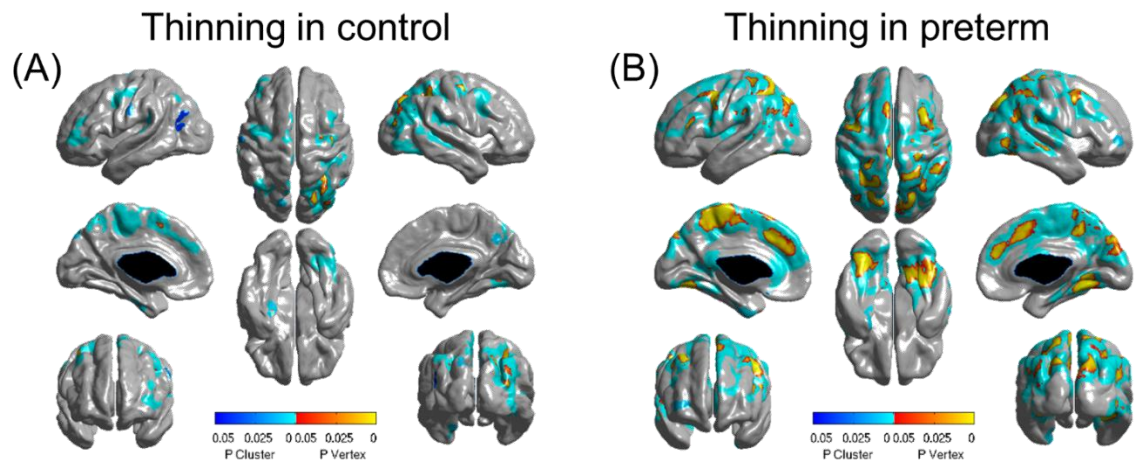 Thinning in control
Thinning in preterm
(A)
(B)
0.05 0.025 0 0.05 0.025 0
P Cluster P Vertex
0.05 0.025 0 0.05 0.025 0
P Cluster P Vertex